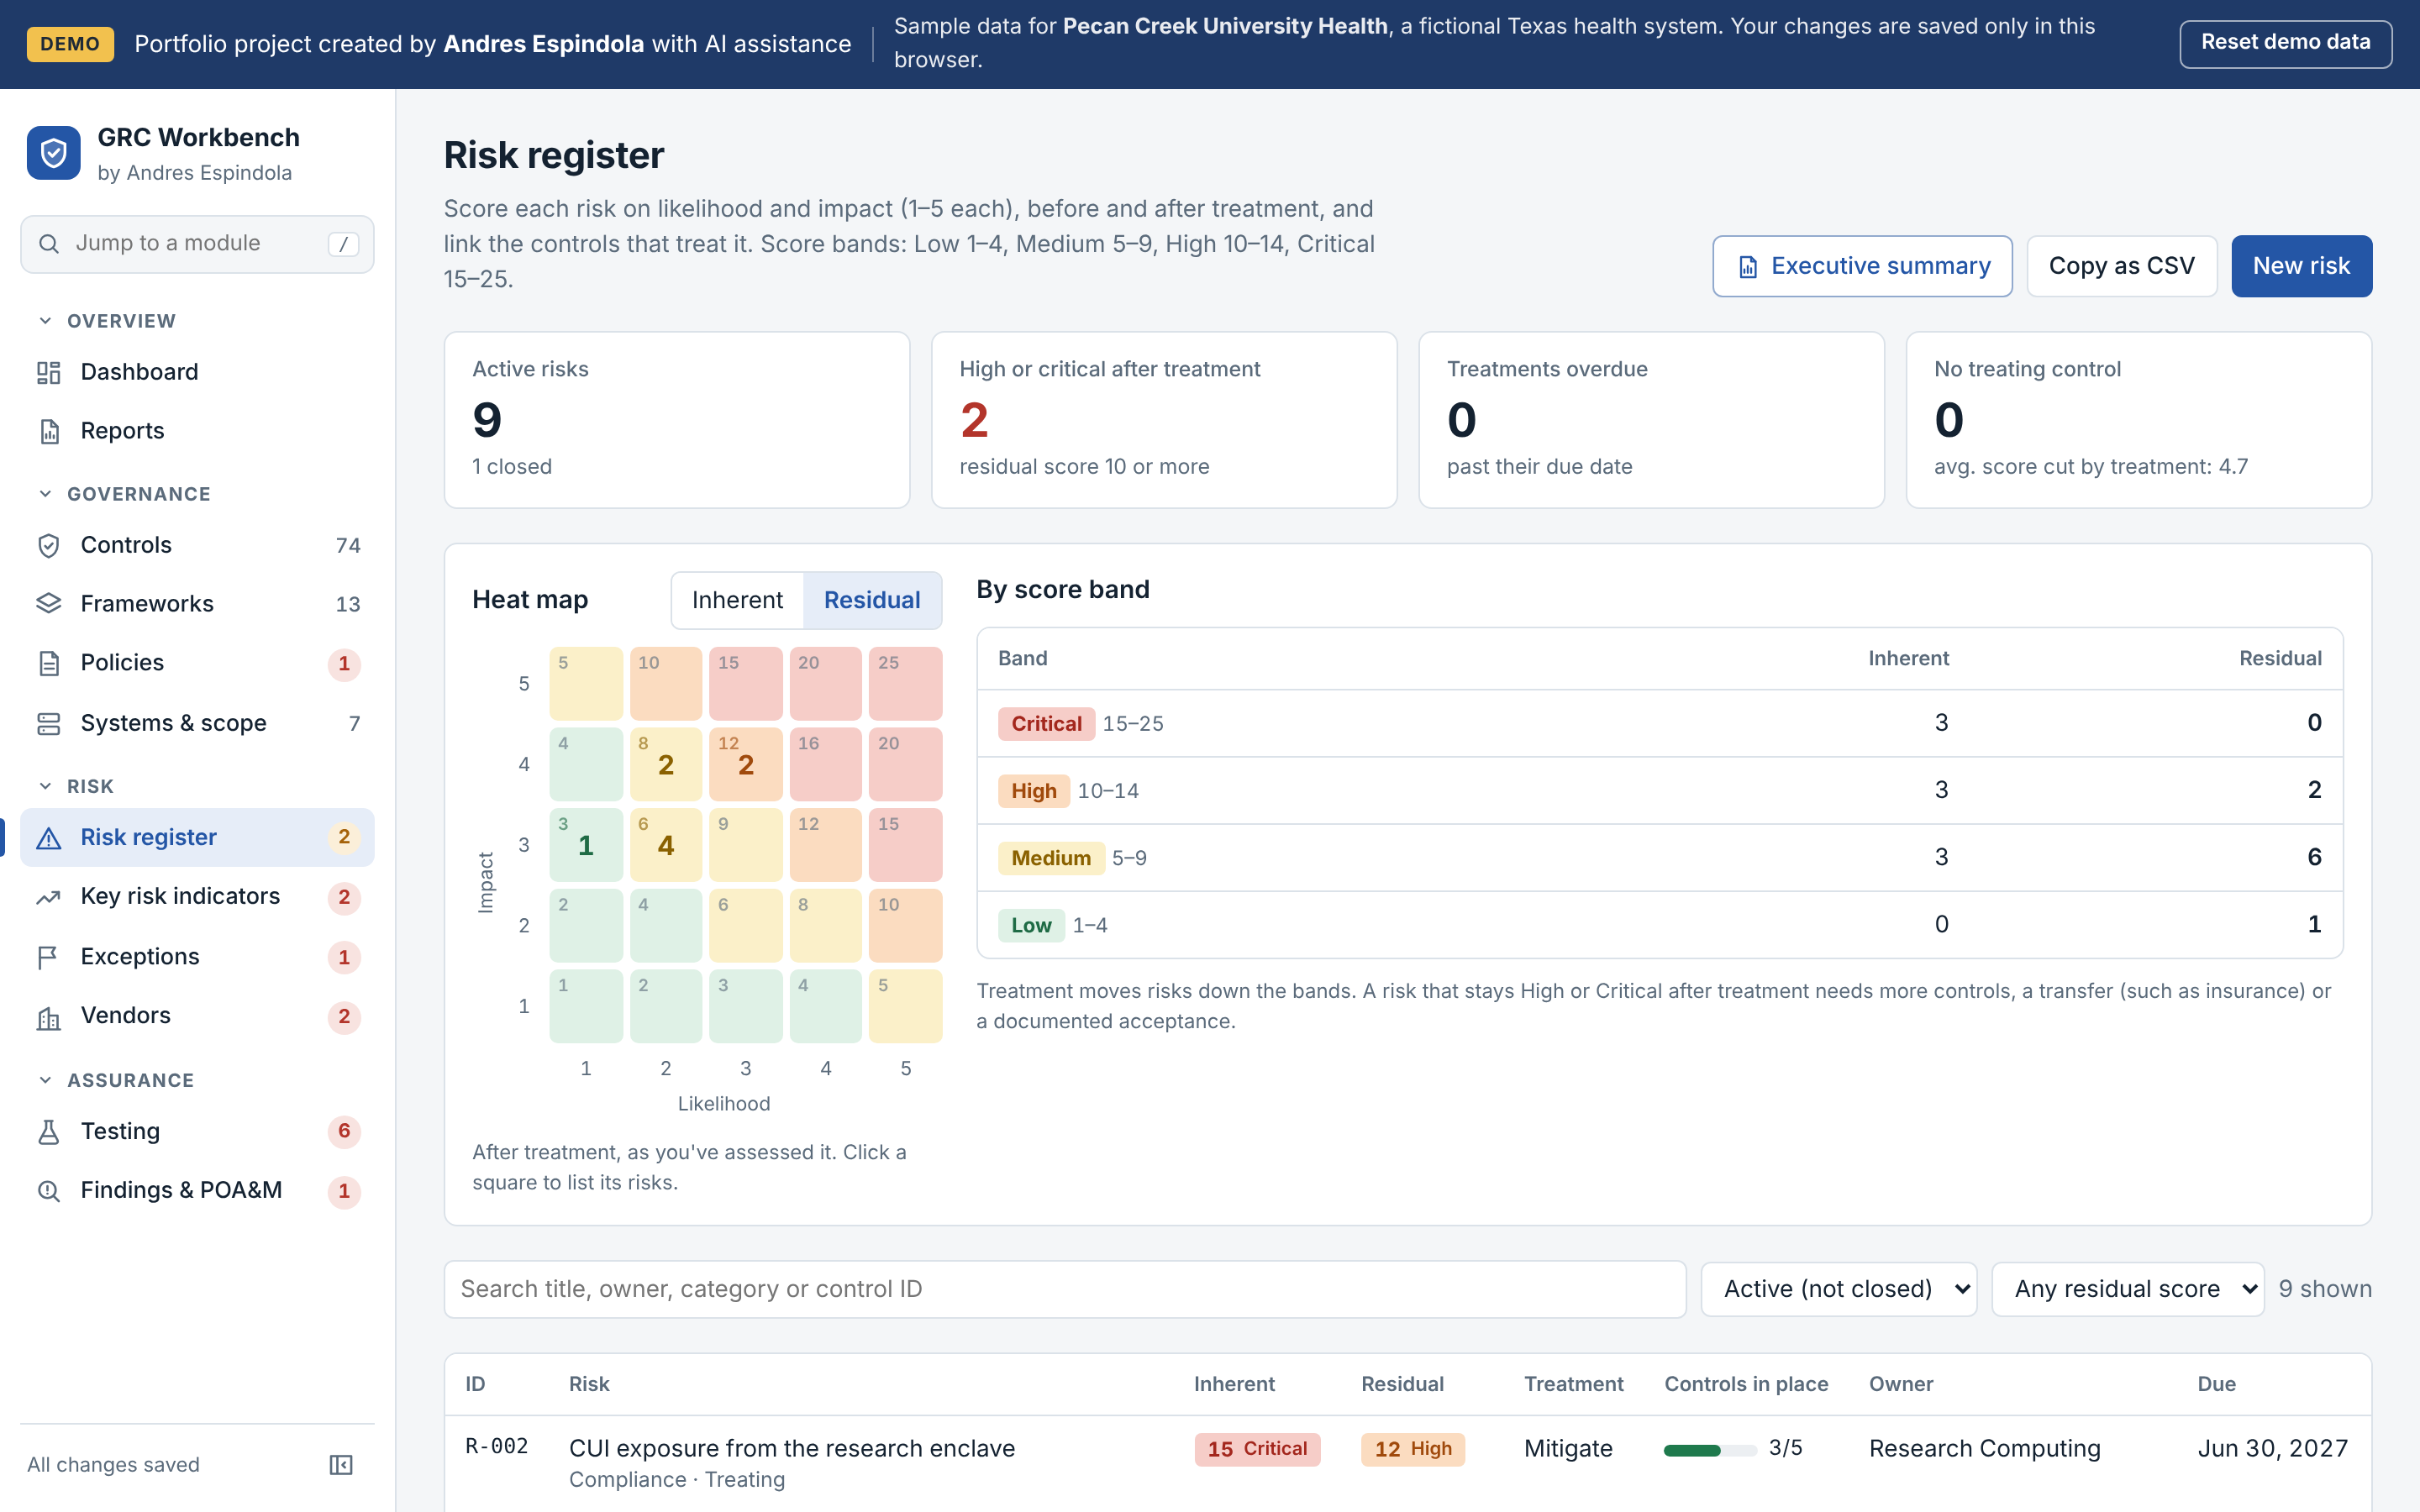 DEMO Portfolio project created by Andres Espindola with AI assistance
Sample data for Pecan Creek University Health, a fictional Texas health system. Your changes are saved only in this
browser.
Reset demo data
GRC Workbench
by Andres Espindola
Jump to a module /
OVERVIEW
Dashboard
Reports
GOVERNANCE
Controls 74
Frameworks 13
Policies 1
Systems & scope 7
RISK
Risk register 2
Key risk indicators 2
Exceptions 1
Vendors 2
ASSURANCE
Testing 6
Findings & POA&M 1
All changes saved
Risk register
Score each risk on likelihood and impact (1–5 each), before and after treatment, and
link the controls that treat it. Score bands: Low 1–4, Medium 5–9, High 10–14, Critical
15–25.
Executive summary
Copy as CSV
New risk
Active risks
9
1 closed
High or critical after treatment
2
residual score 10 or more
Treatments overdue
0
past their due date
No treating control
0
avg. score cut by treatment: 4.7
Heat map
Inherent Residual
Impact
5 5 10 15 20 25
4 4 8 2 12 2 16 20
3 3 1 6 4 9 12 15
2 2 4 6 8 10
1 1 2 3 4 5
1 2 3 4 5
Likelihood
After treatment, as you've assessed it. Click a
square to list its risks.
By score band
Band Inherent Residual
Critical 15–25 3 0
High 10–14 3 2
Medium 5–9 3 6
Low 1–4 0 1
Treatment moves risks down the bands. A risk that stays High or Critical after treatment needs more controls, a transfer (such as insurance) or
a documented acceptance.
Search title, owner, category or control ID
Active (not closed)
Any residual score
9 shown
ID Risk Inherent Residual Treatment Controls in place Owner Due
R-002 CUI exposure from the research enclave 15 Critical 12 High Mitigate 3/5 Research Computing Jun 30, 2027
Compliance · Treating